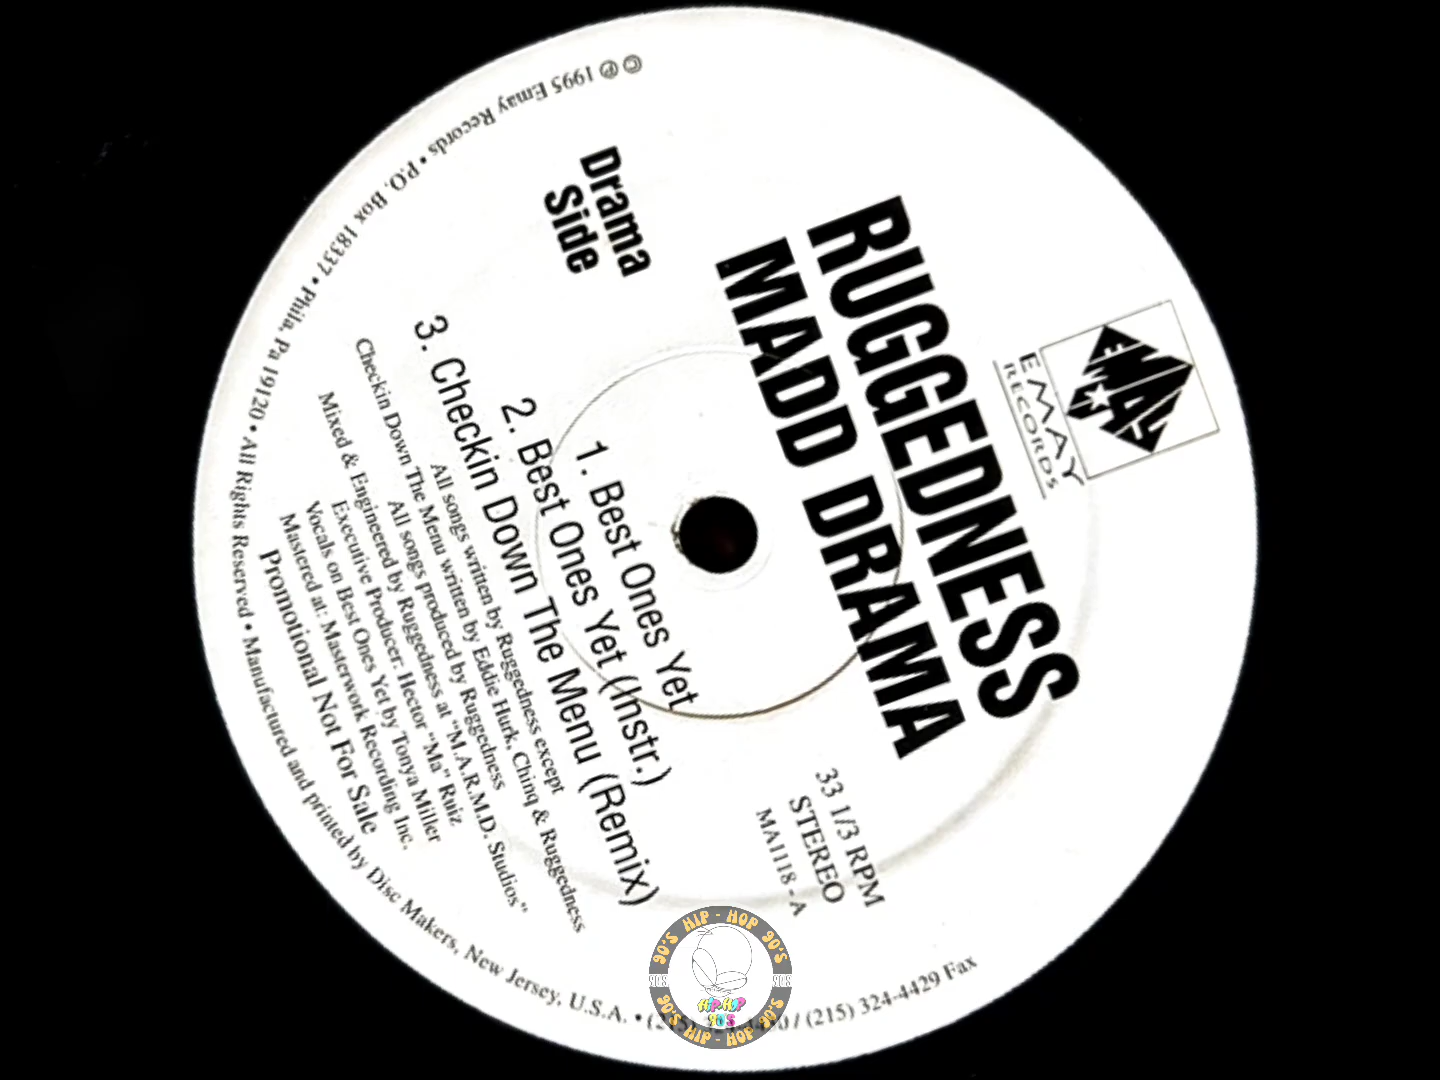 EMAY
EMAY
RECORDS
RUGGEDNESS
MADD DRAMA
Drama
Side
33 1/3 RPM
STEREO
MA1118 - A
1. Best Ones Yet
2. Best Ones Yet (Instr.)
3. Checkin Down The Menu (Remix)
All songs written by Ruggedness except
Checkin Down The Menu written by Eddie Hurk, Chinq & Ruggedness
All songs produced by Ruggedness
Mixed & Engineered by Ruggedness at "M.A.R.M.D. Studios"
Executive Producer: Hector "Ma" Ruiz
Vocals on Best Ones Yet by Tonya Miller
Mastered at: Masterwork Recording Inc.
Promotional Not For Sale
© ℗ 1995 Emay Records • P.O. Box 18337 • Phila, Pa 19120 • All Rights Reserved • Manufactured and printed by Disc Makers, New Jersey, U.S.A. • / (215) 324-4429 Fax
90'S HIP - HOP 90'S
90S 90S
HIP-HOP
90'S
90'S HIP - HOP 90'S